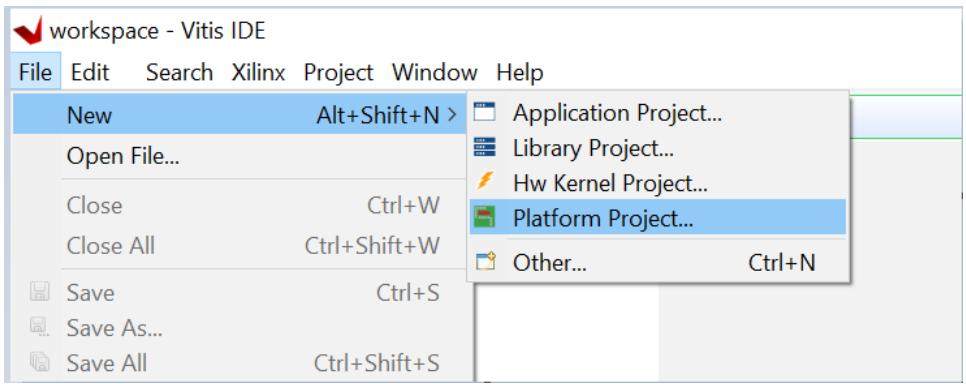 workspace - Vitis IDE
File Edit Search Xilinx Project Window Help
New Alt+Shift+N >
Open File...
Close Ctrl+W
Close All Ctrl+Shift+W
Save Ctrl+S
Save As...
Save All Ctrl+Shift+S
Application Project...
Library Project...
Hw Kernel Project...
Platform Project...
Other... Ctrl+N